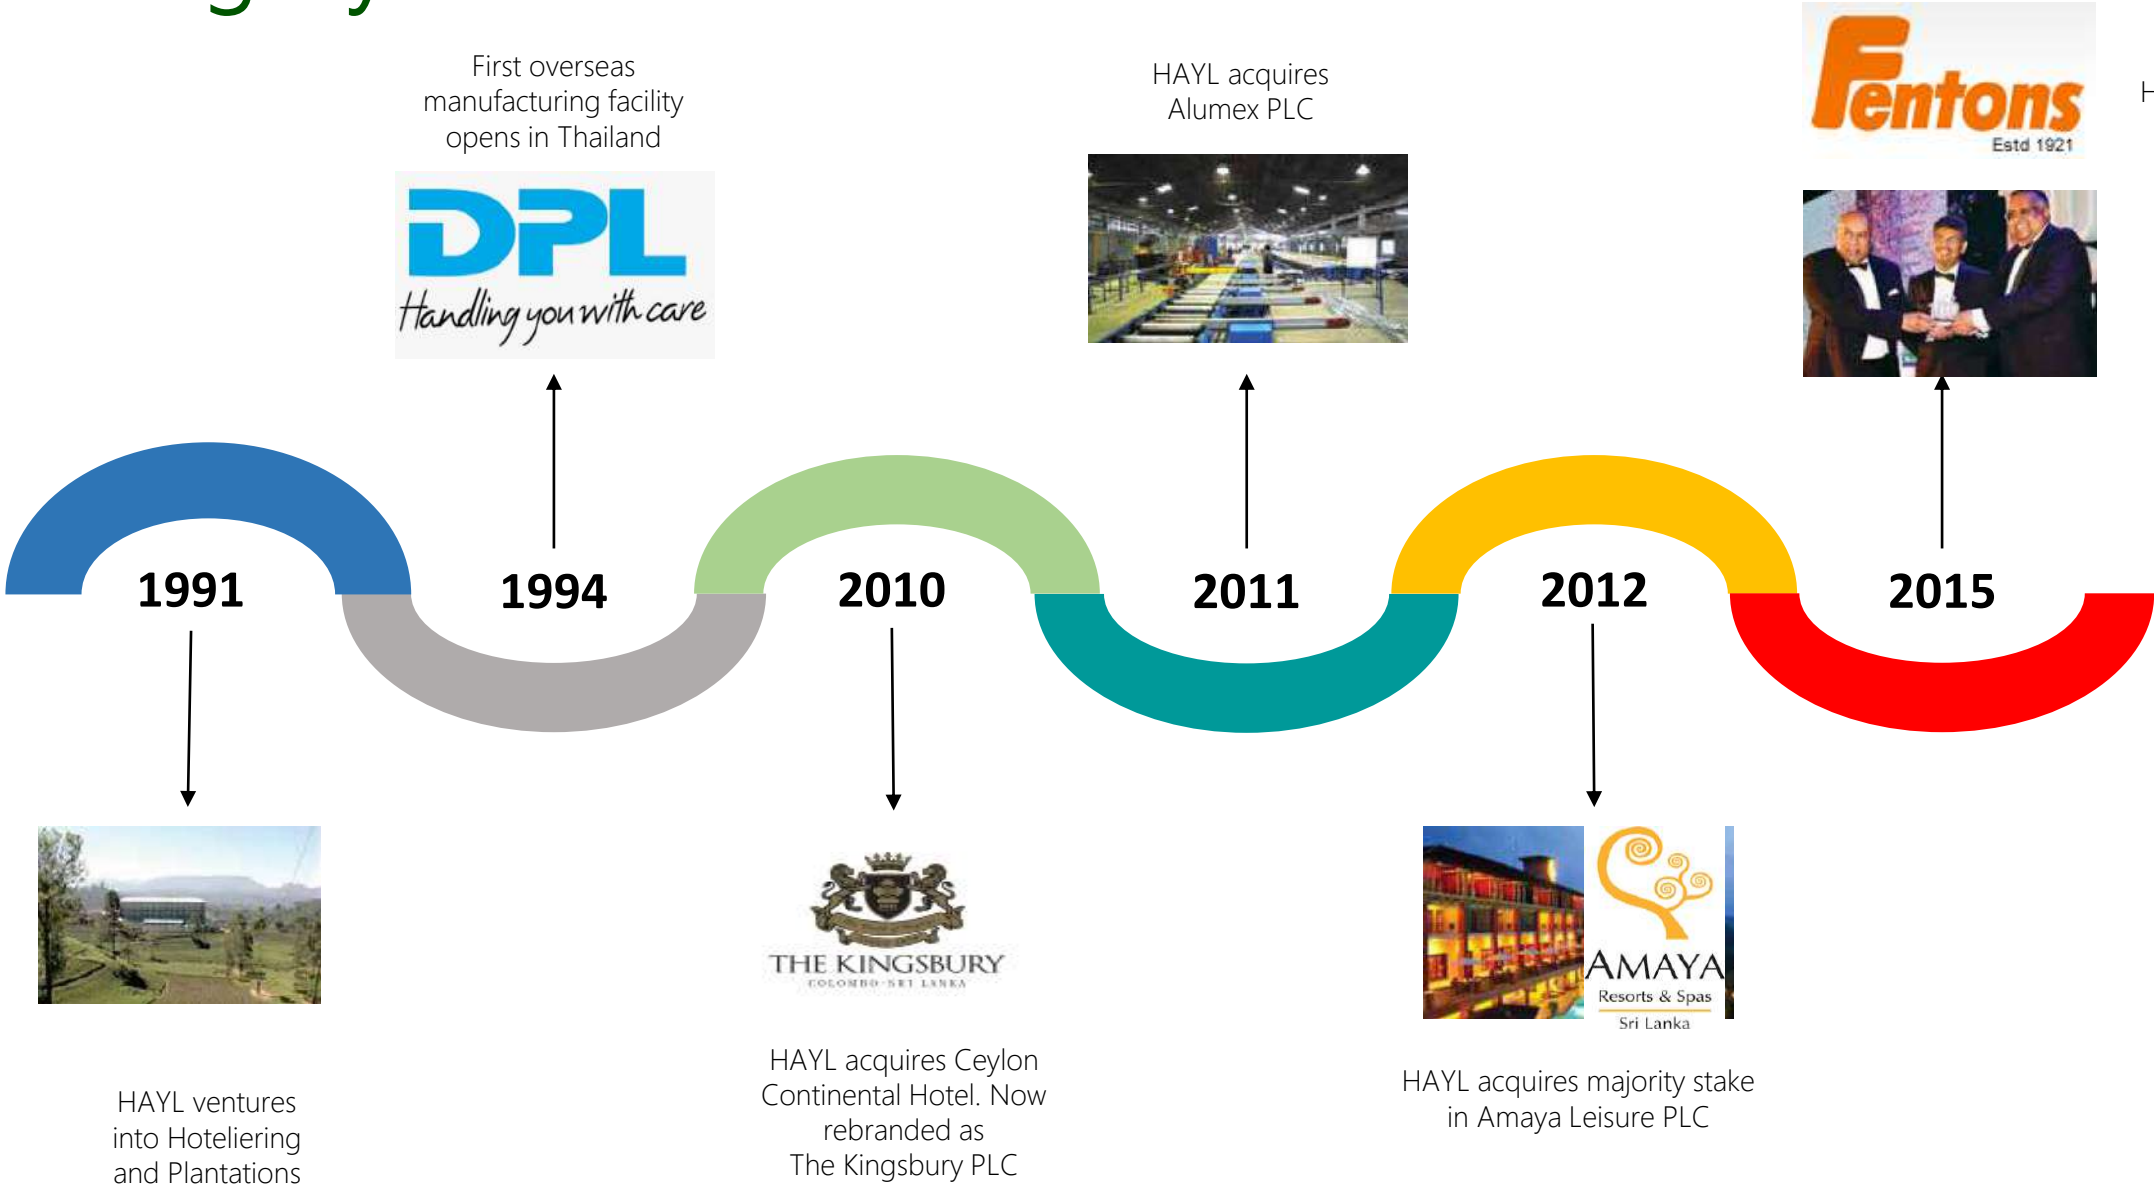 First overseas
manufacturing facility
opens in Thailand
DPL
Handling you with care
HAYL acquires
Alumex PLC
Fentons
Estd 1921
H
1991
1994
2010
2011
2012
2015
HAYL ventures
into Hoteliering
and Plantations
THE KINGSBURY
COLOMBO-SRI LANKA
HAYL acquires Ceylon
Continental Hotel. Now
rebranded as
The Kingsbury PLC
AMAYA
Resorts & Spas
Sri Lanka
HAYL acquires majority stake
in Amaya Leisure PLC